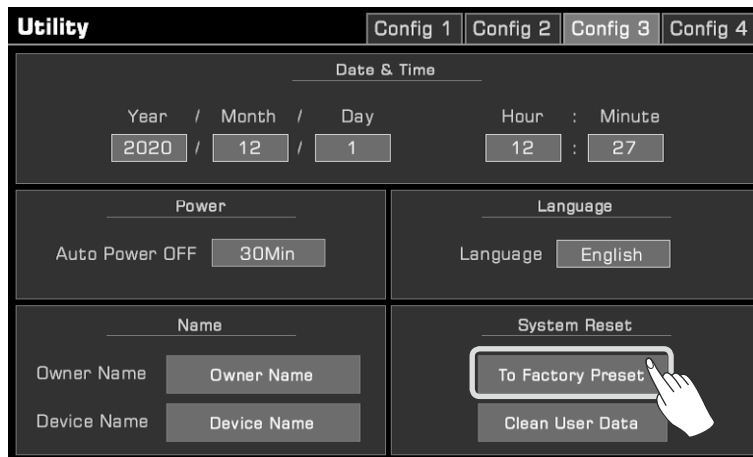 Utility Config 1 Config 2 Config 3 Config 4
Date & Time
Year / Month / Day Hour : Minute
2020 / 12 / 1 12 : 27
Power
Auto Power OFF 30Min
Language
Language English
Name
Owner Name Owner Name
Device Name Device Name
System Reset
To Factory Preset
Clean User Data